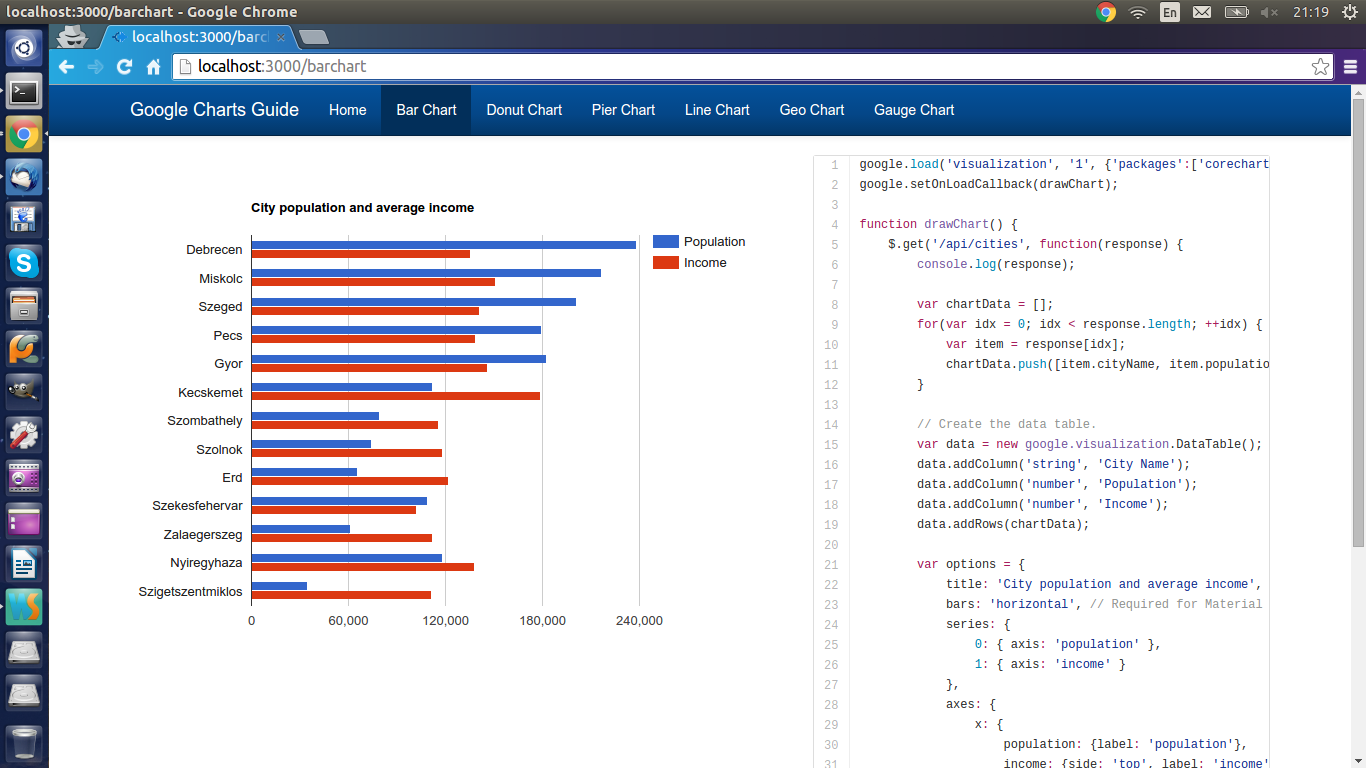 localhost:3000/barchart - Google Chrome
En
21:19
localhost:3000/barc
localhost:3000/barchart
Google Charts Guide
Home
Bar Chart
Donut Chart
Pier Chart
Line Chart
Geo Chart
Gauge Chart
City population and average income
Debrecen
Miskolc
Szeged
Pecs
Gyor
Kecskemet
Szombathely
Szolnok
Erd
Szekesfehervar
Zalaegerszeg
Nyiregyhaza
Szigetszentmiklos
0 60,000 120,000 180,000 240,000
Population
Income
1 google.load('visualization', '1', {'packages':['corechart
2 google.setOnLoadCallback(drawChart);
3
4 function drawChart() {
5     $.get('/api/cities', function(response) {
6         console.log(response);
7
8         var chartData = [];
9         for(var idx = 0; idx < response.length; ++idx) {
10             var item = response[idx];
11             chartData.push([item.cityName, item.populatio
12         }
13
14         // Create the data table.
15         var data = new google.visualization.DataTable();
16         data.addColumn('string', 'City Name');
17         data.addColumn('number', 'Population');
18         data.addColumn('number', 'Income');
19         data.addRows(chartData);
20
21         var options = {
22             title: 'City population and average income',
23             bars: 'horizontal', // Required for Material
24             series: {
25                 0: { axis: 'population' },
26                 1: { axis: 'income' }
27             },
28             axes: {
29                 x: {
30                     population: {label: 'population'},
31                     income: {side: 'top', label: 'income'